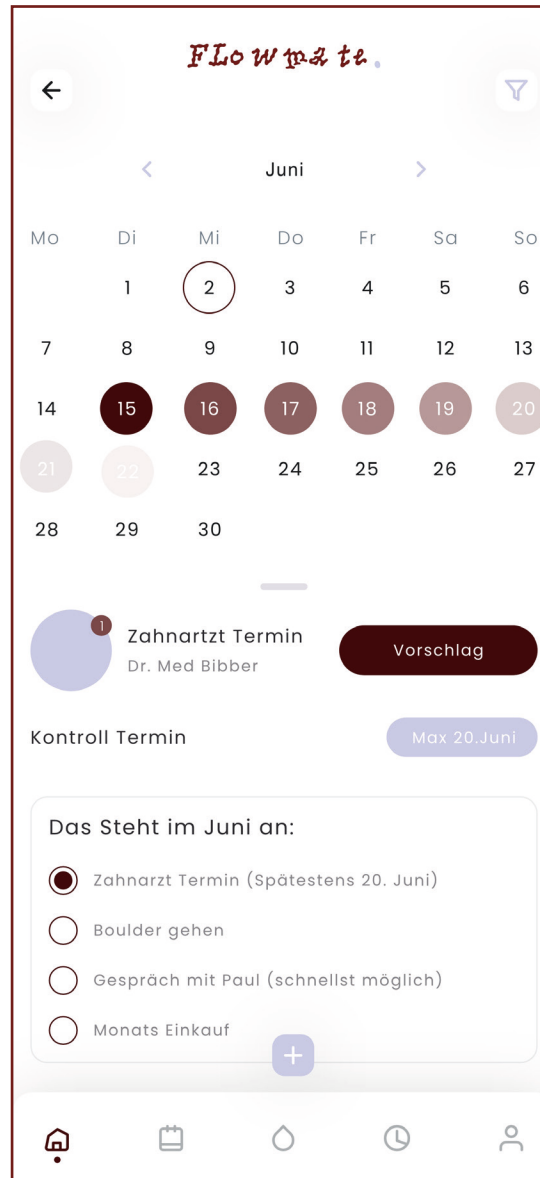 FLowmate.
Juni
Mo Di Mi Do Fr Sa So
1 2 3 4 5 6
7 8 9 10 11 12 13
14 15 16 17 18 19 20
21 22 23 24 25 26 27
28 29 30
1
Zahnartzt Termin
Dr. Med Bibber
Vorschlag
Kontroll Termin
Max 20.Juni
Das Steht im Juni an:
Zahnarzt Termin (Spätestens 20. Juni)
Boulder gehen
Gespräch mit Paul (schnellst möglich)
Monats Einkauf